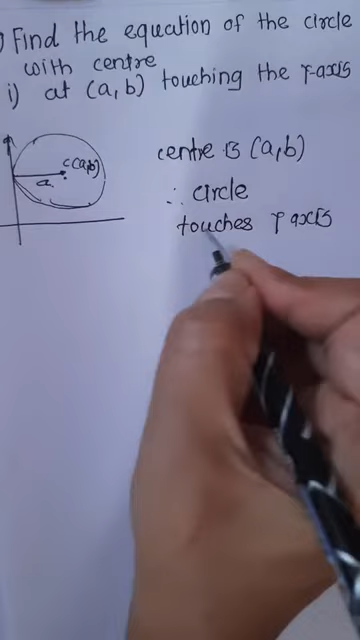 ) Find the equation of the circle
with centre
i) at (a,b) touching the Y-axis
c(a,b)
a
centre is (a,b)
∴ circle
touches Y axis